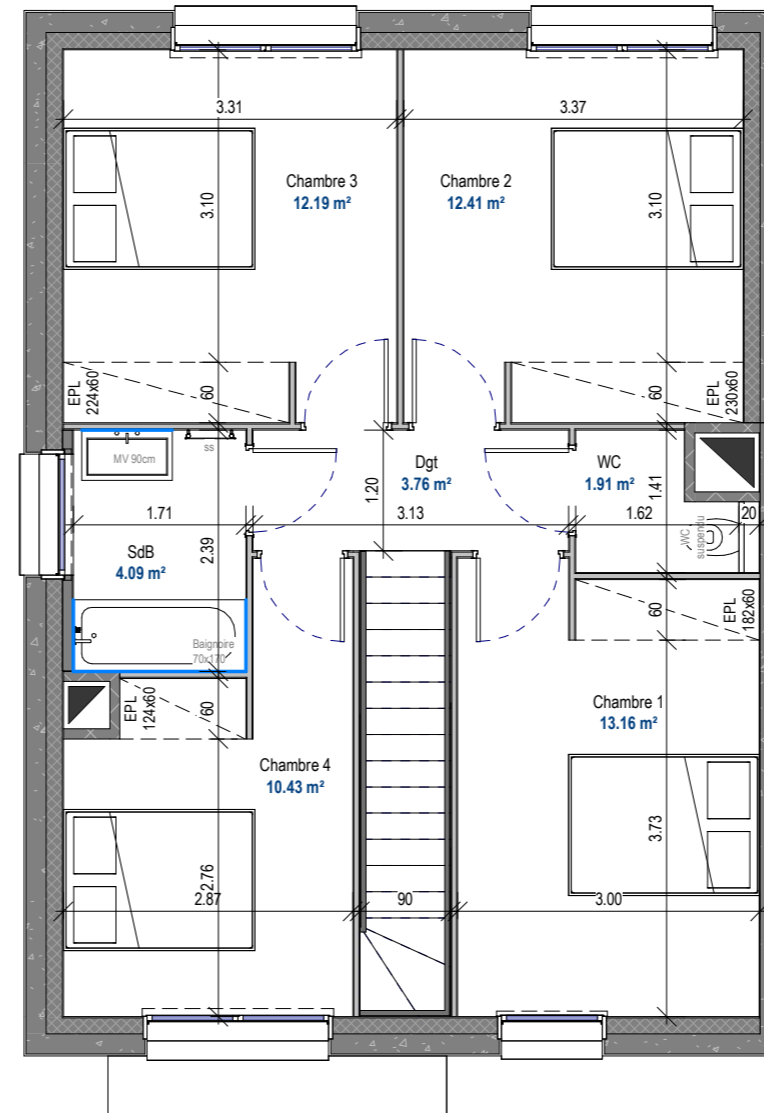 3.31
3.37
Chambre 3
12.19 m²
Chambre 2
12.41 m²
3.10
3.10
EPL
224x60
60
60
EPL
230x60
MV 90cm
ss
Dgt
3.76 m²
WC
1.91 m²
1.20
1.41
1.71
3.13
1.62
20
SdB
4.09 m²
2.39
WC
suspendu
Baignoire
70x170
60
EPL
182x60
EPL
124x60
60
Chambre 1
13.16 m²
Chambre 4
10.43 m²
3.73
2.76
2.87
90
3.00